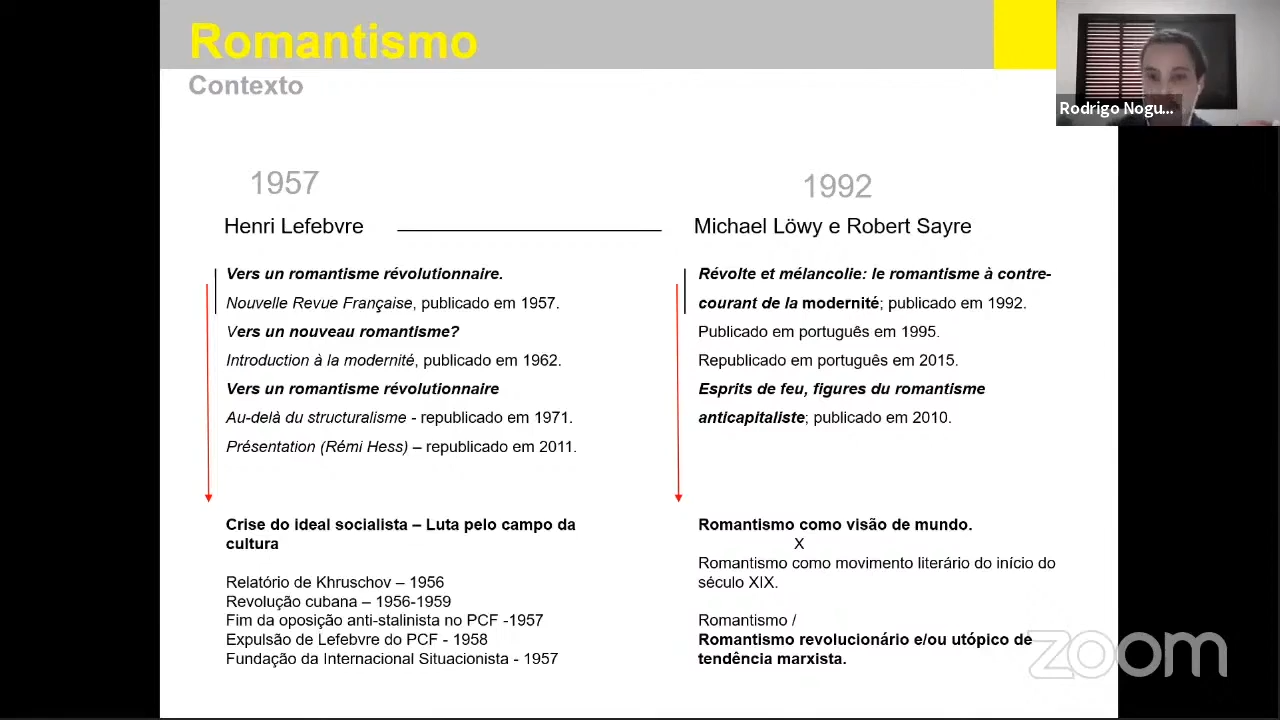 Romantismo
Contexto
Rodrigo Nogu...
1957
Henri Lefebvre
Vers un romantisme révolutionnaire.
Nouvelle Revue Française, publicado em 1957.
Vers un nouveau romantisme?
Introduction à la modernité, publicado em 1962.
Vers un romantisme révolutionnaire
Au-delà du structuralisme - republicado em 1971.
Présentation (Rémi Hess) – republicado em 2011.
Crise do ideal socialista – Luta pelo campo da
cultura
Relatório de Khruschov – 1956
Revolução cubana – 1956-1959
Fim da oposição anti-stalinista no PCF -1957
Expulsão de Lefebvre do PCF - 1958
Fundação da Internacional Situacionista - 1957
1992
Michael Löwy e Robert Sayre
Révolte et mélancolie: le romantisme à contre-
courant de la modernité; publicado em 1992.
Publicado em português em 1995.
Republicado em português em 2015.
Esprits de feu, figures du romantisme
anticapitaliste; publicado em 2010.
Romantismo como visão de mundo.
X
Romantismo como movimento literário do início do
século XIX.
Romantismo /
Romantismo revolucionário e/ou utópico de
tendência marxista.
zoom